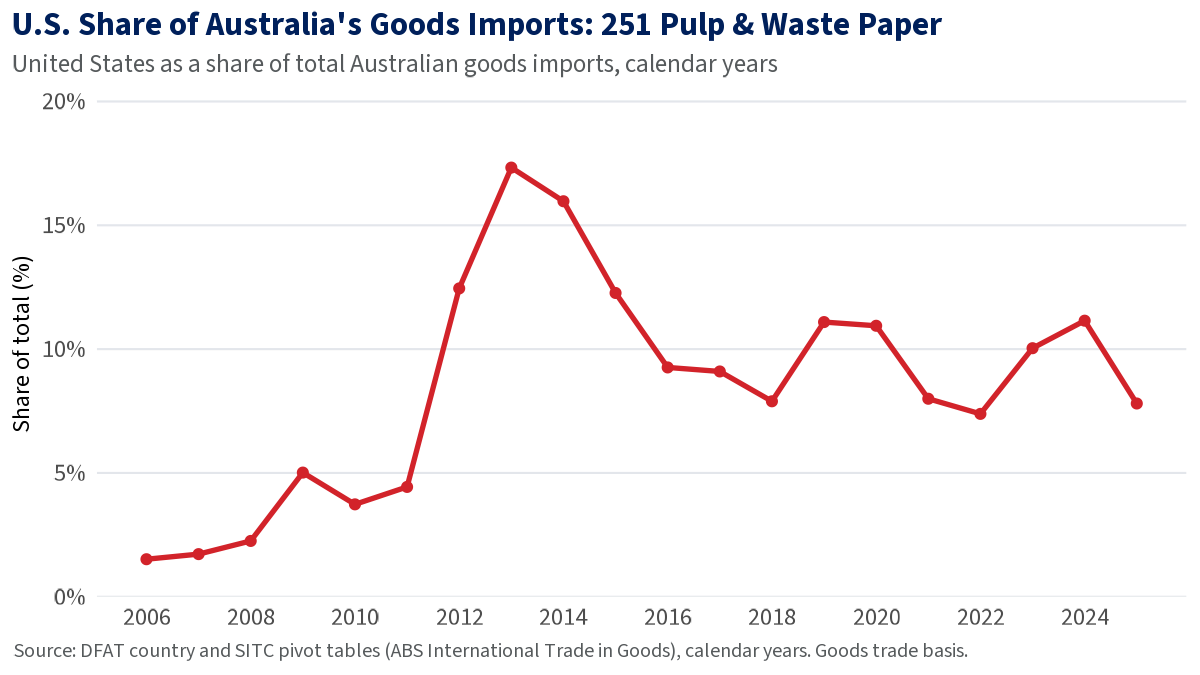 U.S. Share of Australia's Goods Imports: 251 Pulp & Waste Paper
United States as a share of total Australian goods imports, calendar years
20%
15%
10%
5%
0%
Share of total (%)
2006 2008 2010 2012 2014 2016 2018 2020 2022 2024
Source: DFAT country and SITC pivot tables (ABS International Trade in Goods), calendar years. Goods trade basis.